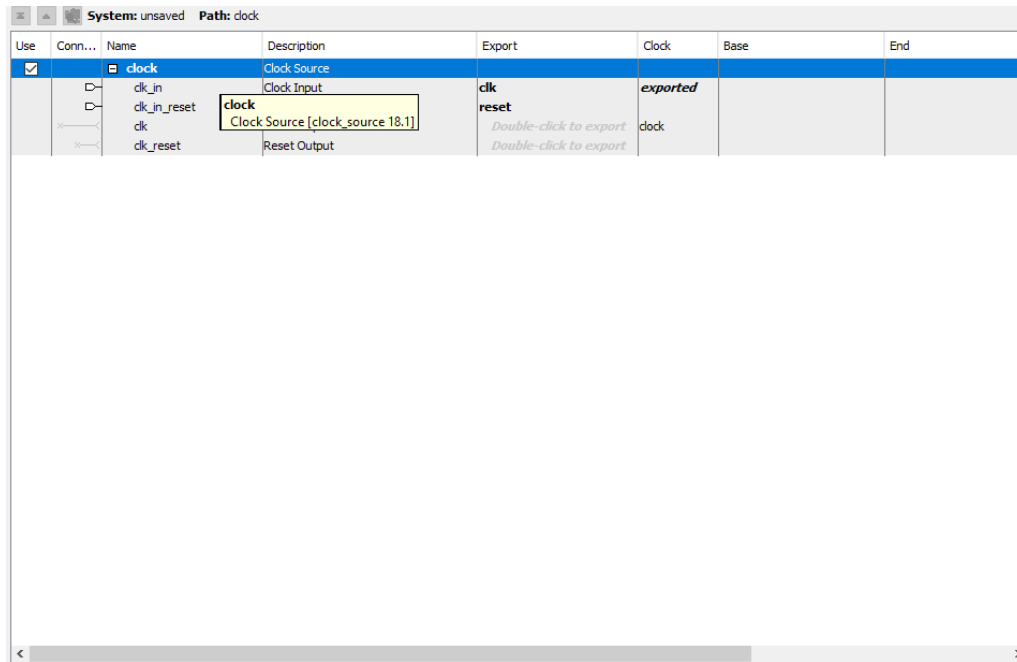 System: unsaved Path: clock
Use Conn... Name Description Export Clock Base End
clock Clock Source
clk_in Clock Input clk exported
clk_in_reset reset
clock
Clock Source [clock_source 18.1]
clk Double-click to export clock
clk_reset Reset Output Double-click to export